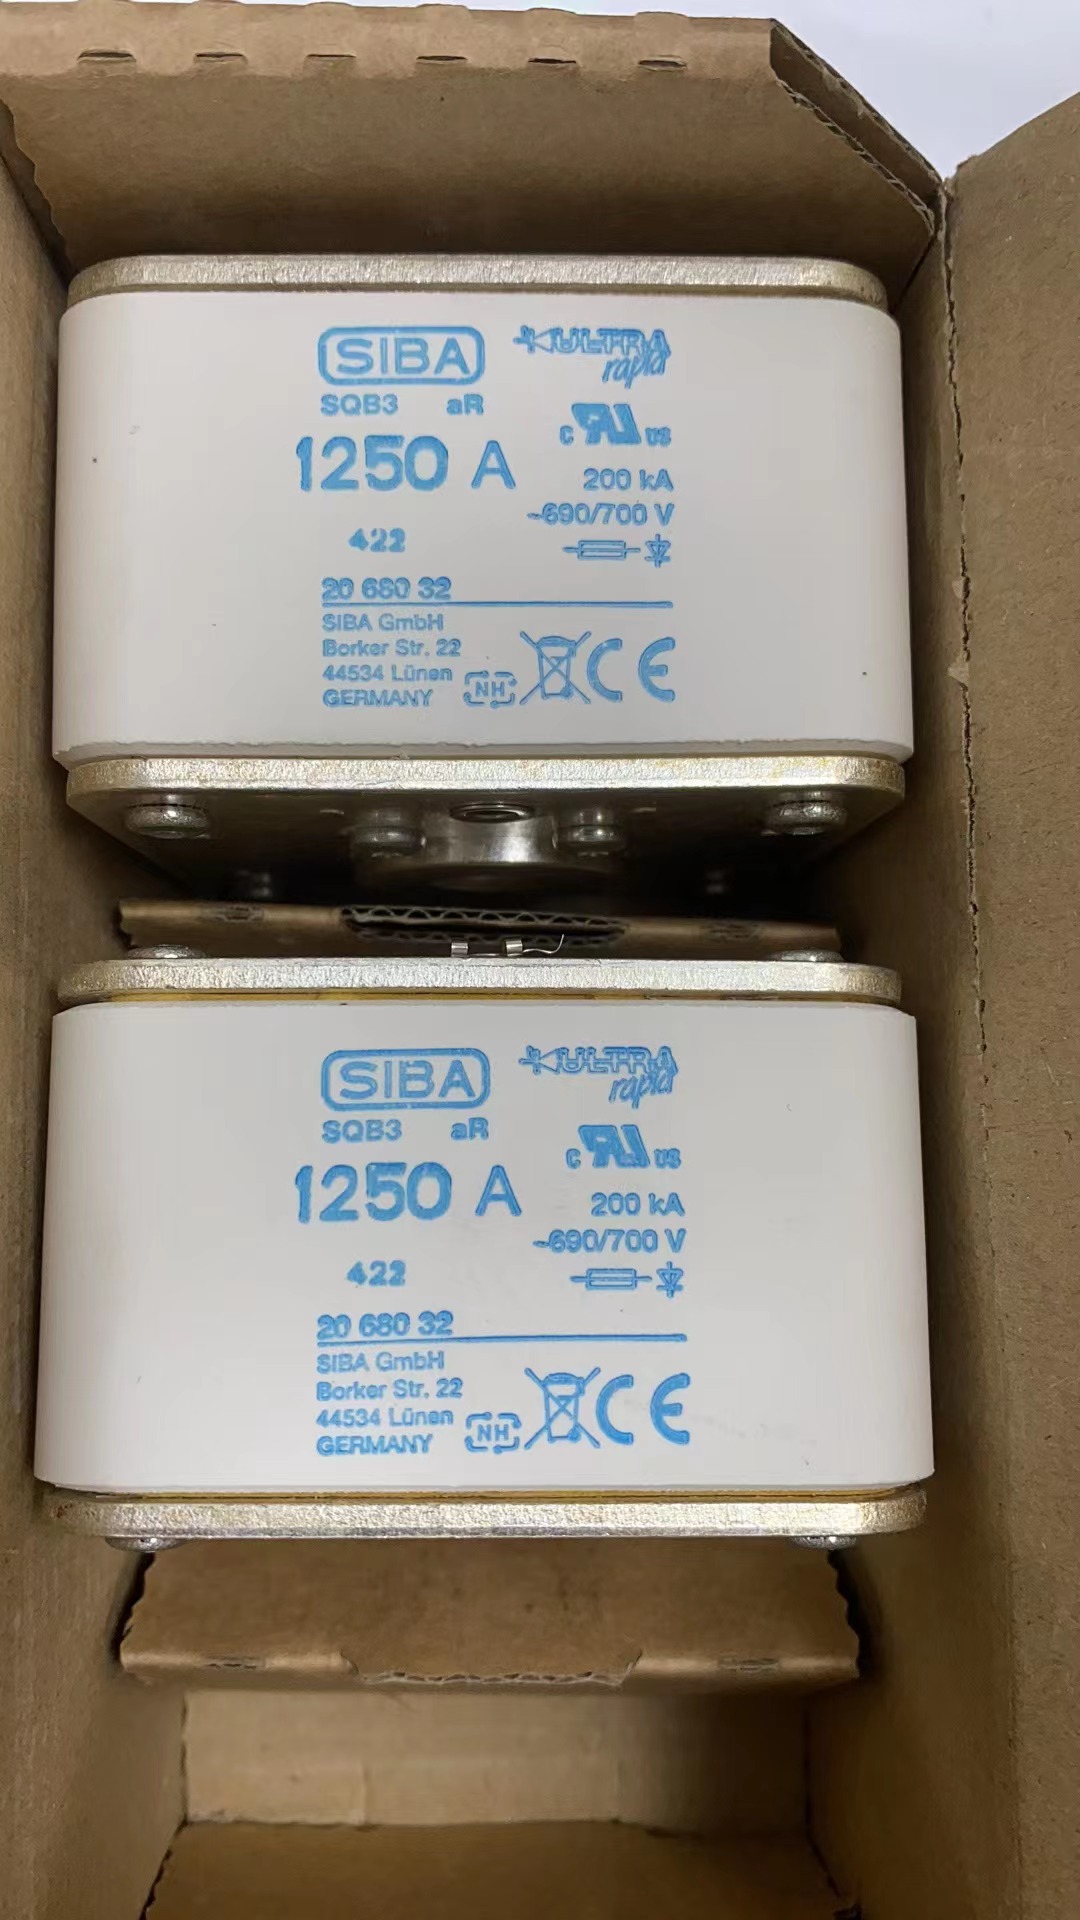 SIBA ULTRA rapid
SQB3 aR
1250 A
c RU us
200 kA
~690/700 V
422
20 680 32
SIBA GmbH
Borker Str. 22
44534 Lünen
GERMANY
NH CE
SIBA ULTRA rapid
SQB3 aR
1250 A
c RU us
200 kA
~690/700 V
422
20 680 32
SIBA GmbH
Borker Str. 22
44534 Lünen
GERMANY
NH CE